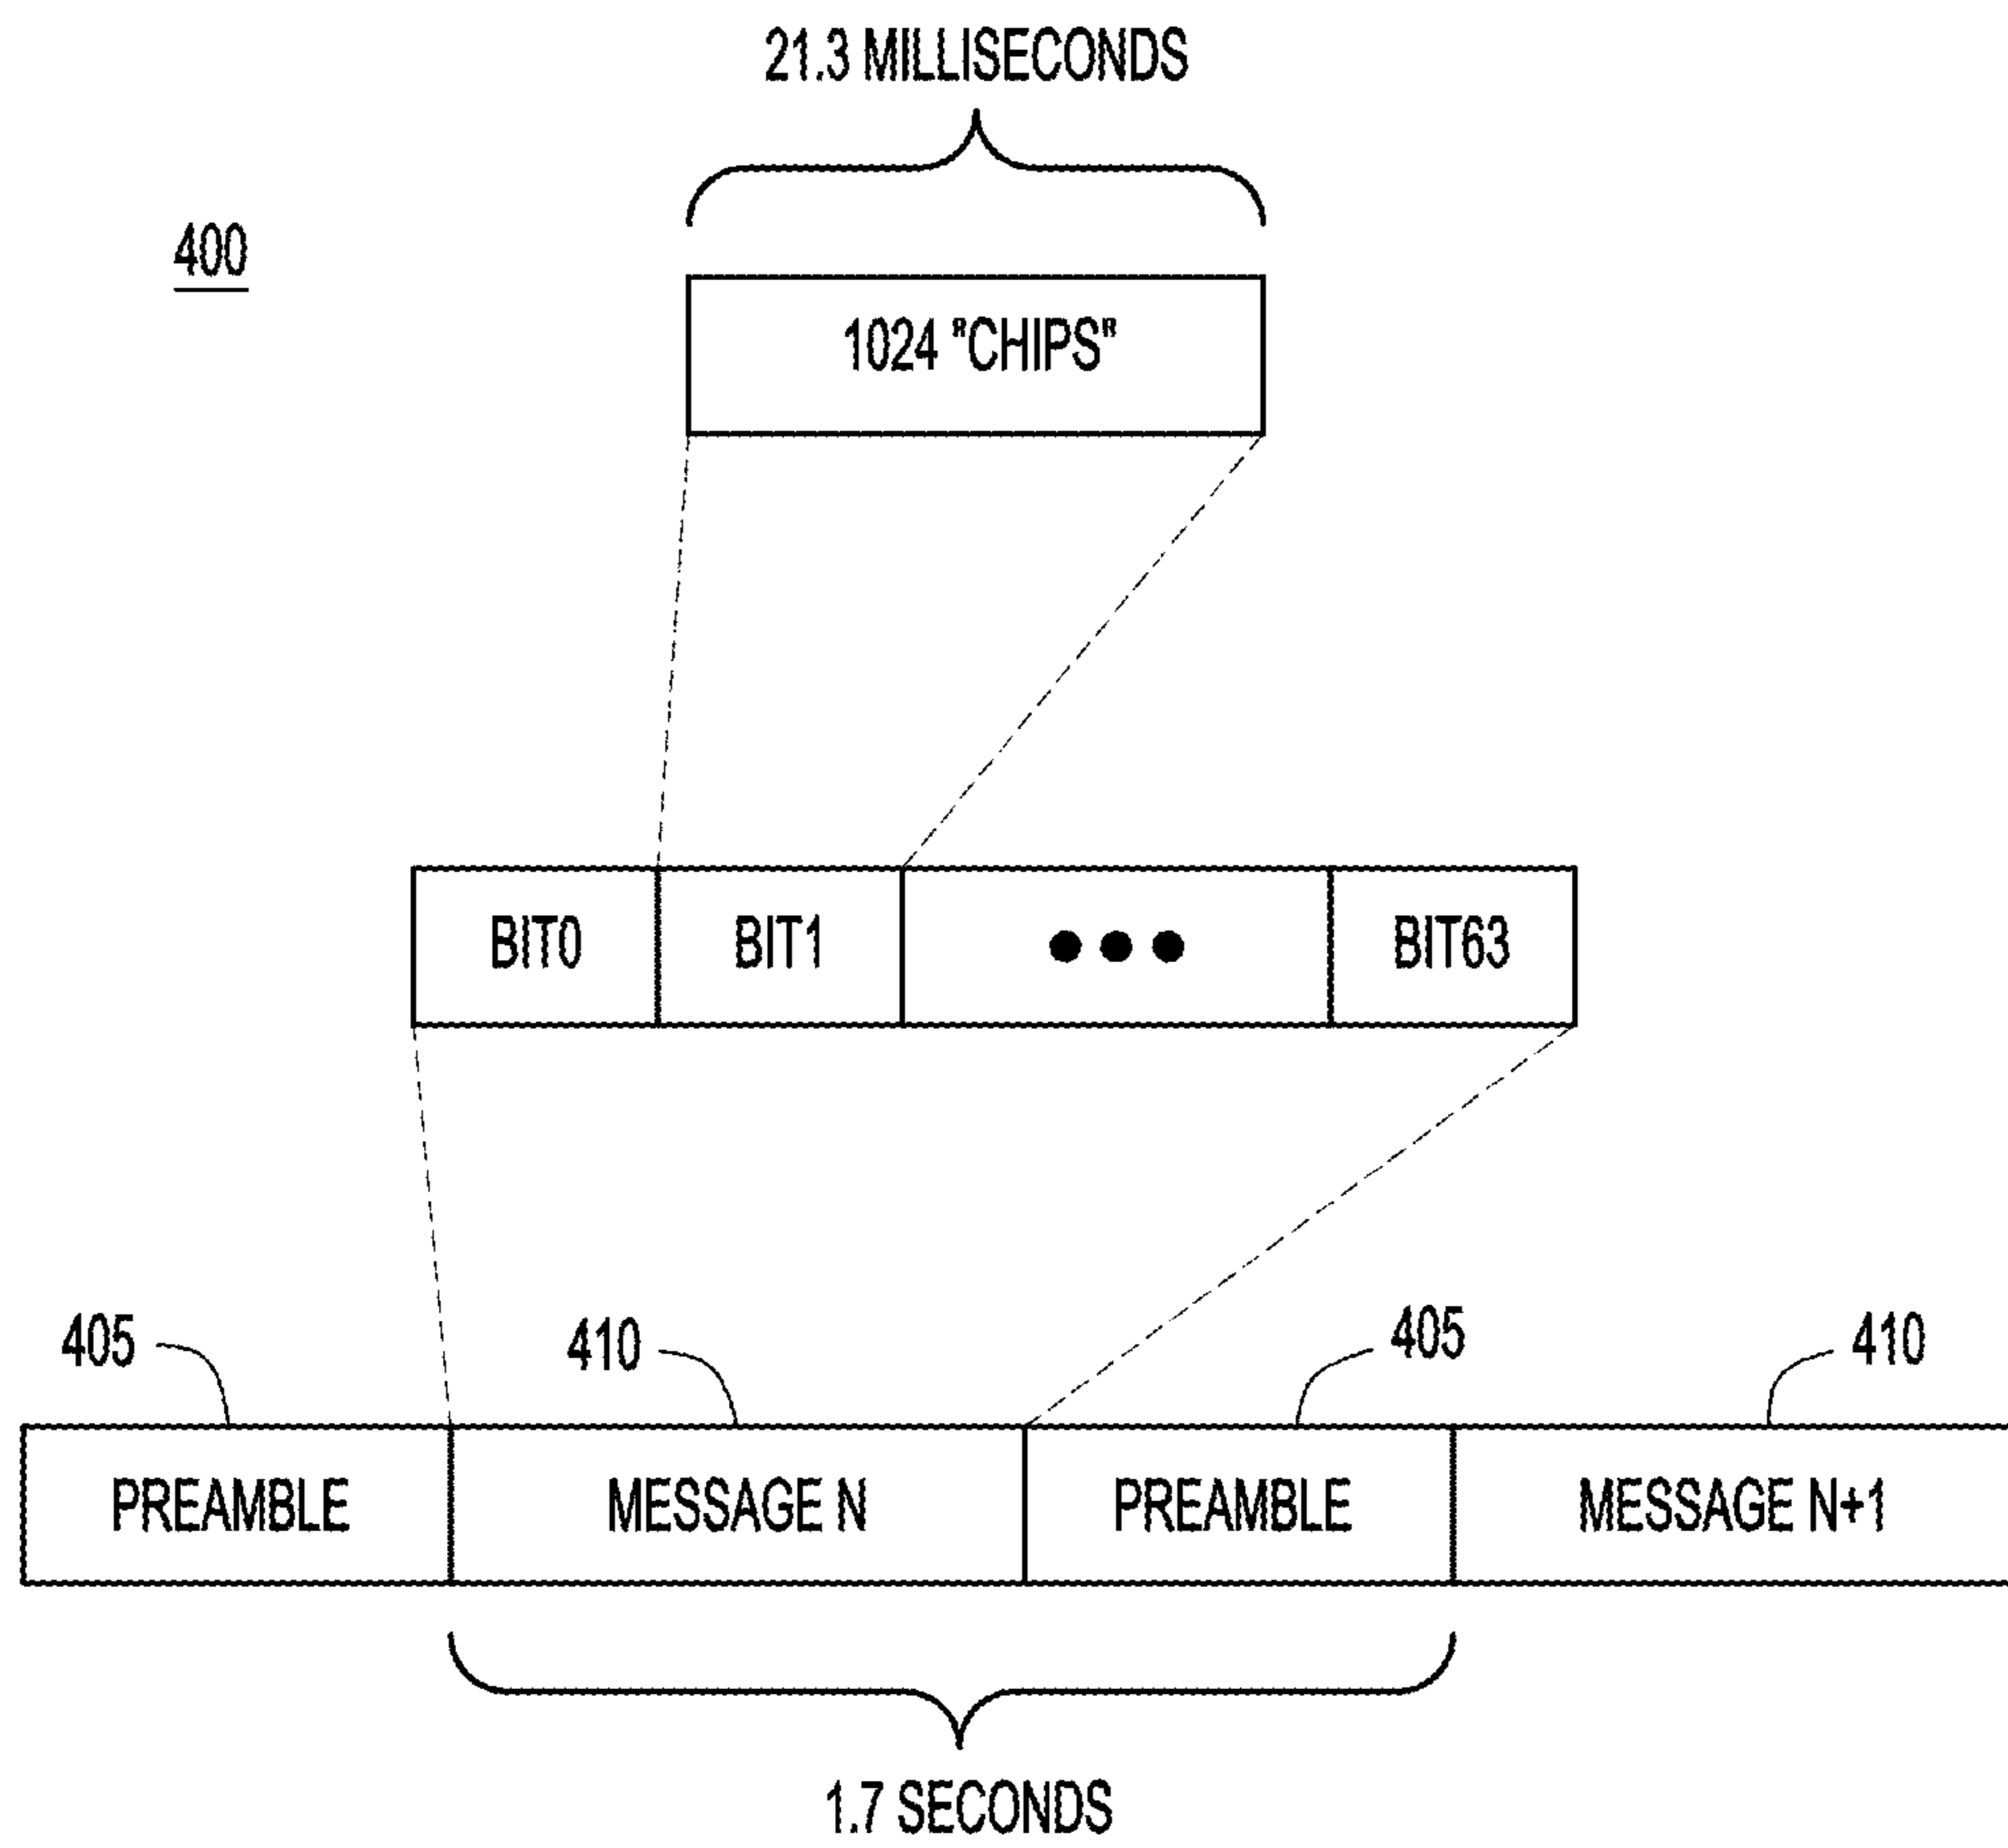 21.3 MILLISECONDS
400
1024 "CHIPS"
BIT0 BIT1 ●●● BIT63
405 410 405 410
PREAMBLE MESSAGE N PREAMBLE MESSAGE N+1
1.7 SECONDS